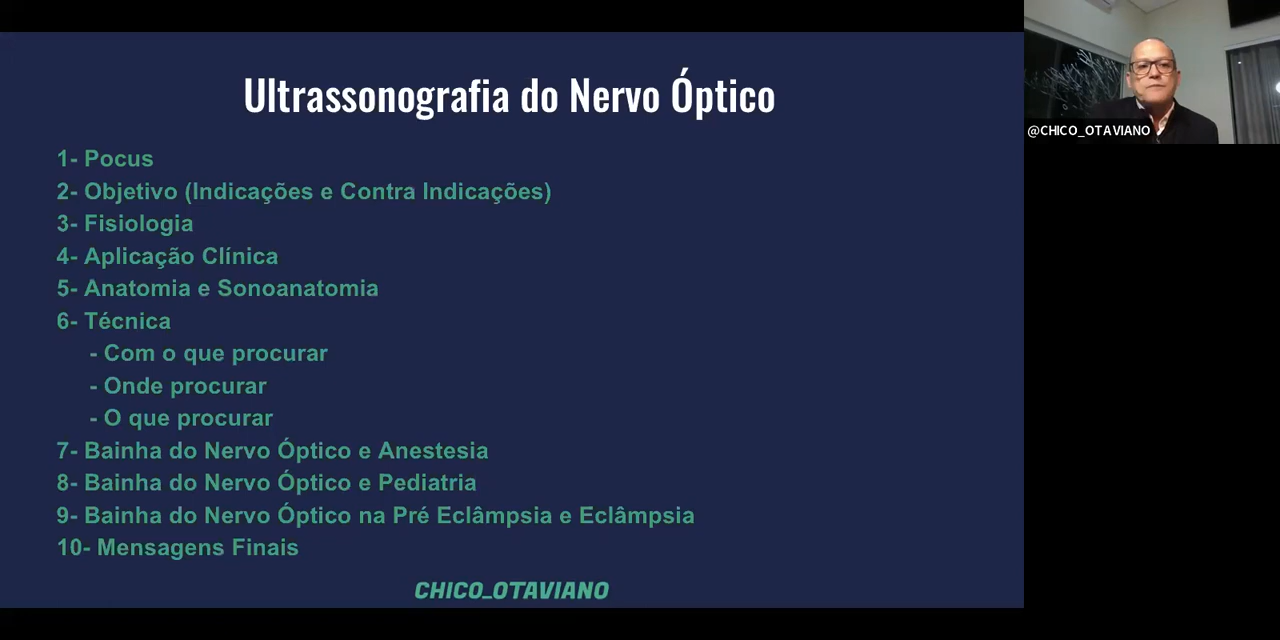 Ultrassonografia do Nervo Óptico
1- Pocus
2- Objetivo (Indicações e Contra Indicações)
3- Fisiologia
4- Aplicação Clínica
5- Anatomia e Sonoanatomia
6- Técnica
- Com o que procurar
- Onde procurar
- O que procurar
7- Bainha do Nervo Óptico e Anestesia
8- Bainha do Nervo Óptico e Pediatria
9- Bainha do Nervo Óptico na Pré Eclâmpsia e Eclâmpsia
10- Mensagens Finais
CHICO_OTAVIANO
@CHICO_OTAVIANO